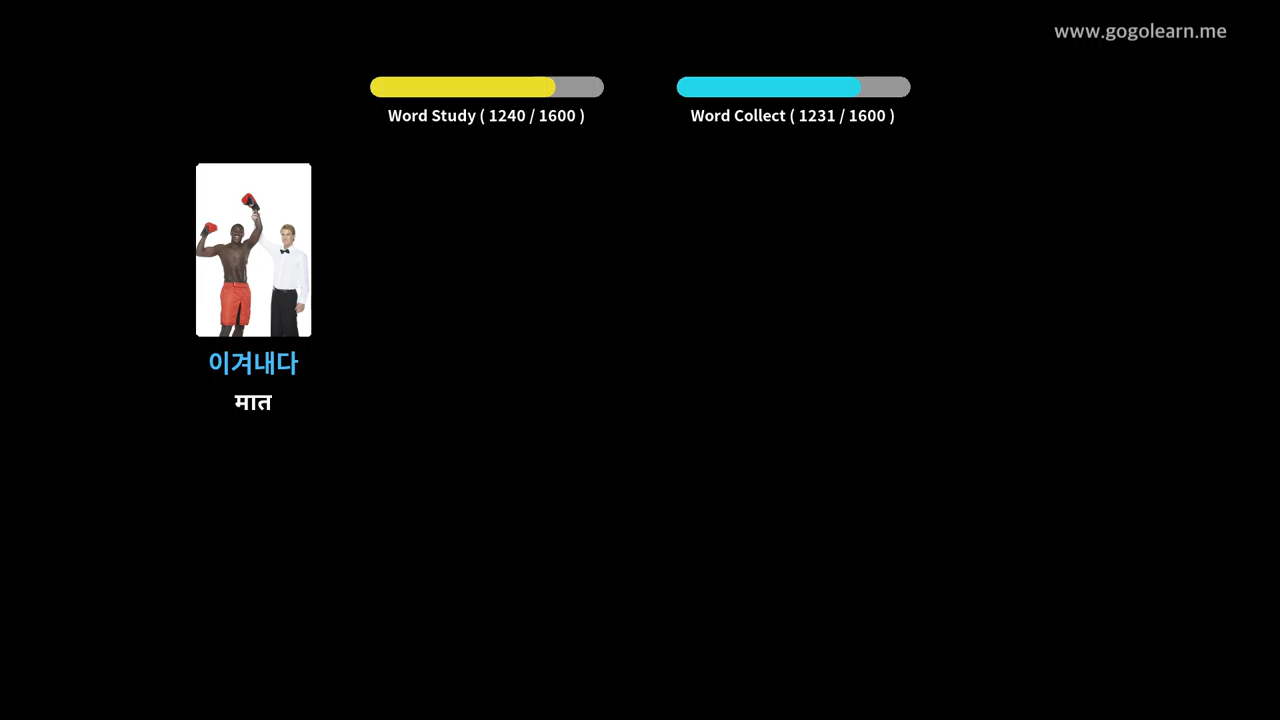 www.gogolearn.me
Word Study ( 1240 / 1600 )
Word Collect ( 1231 / 1600 )
이겨내다
मात